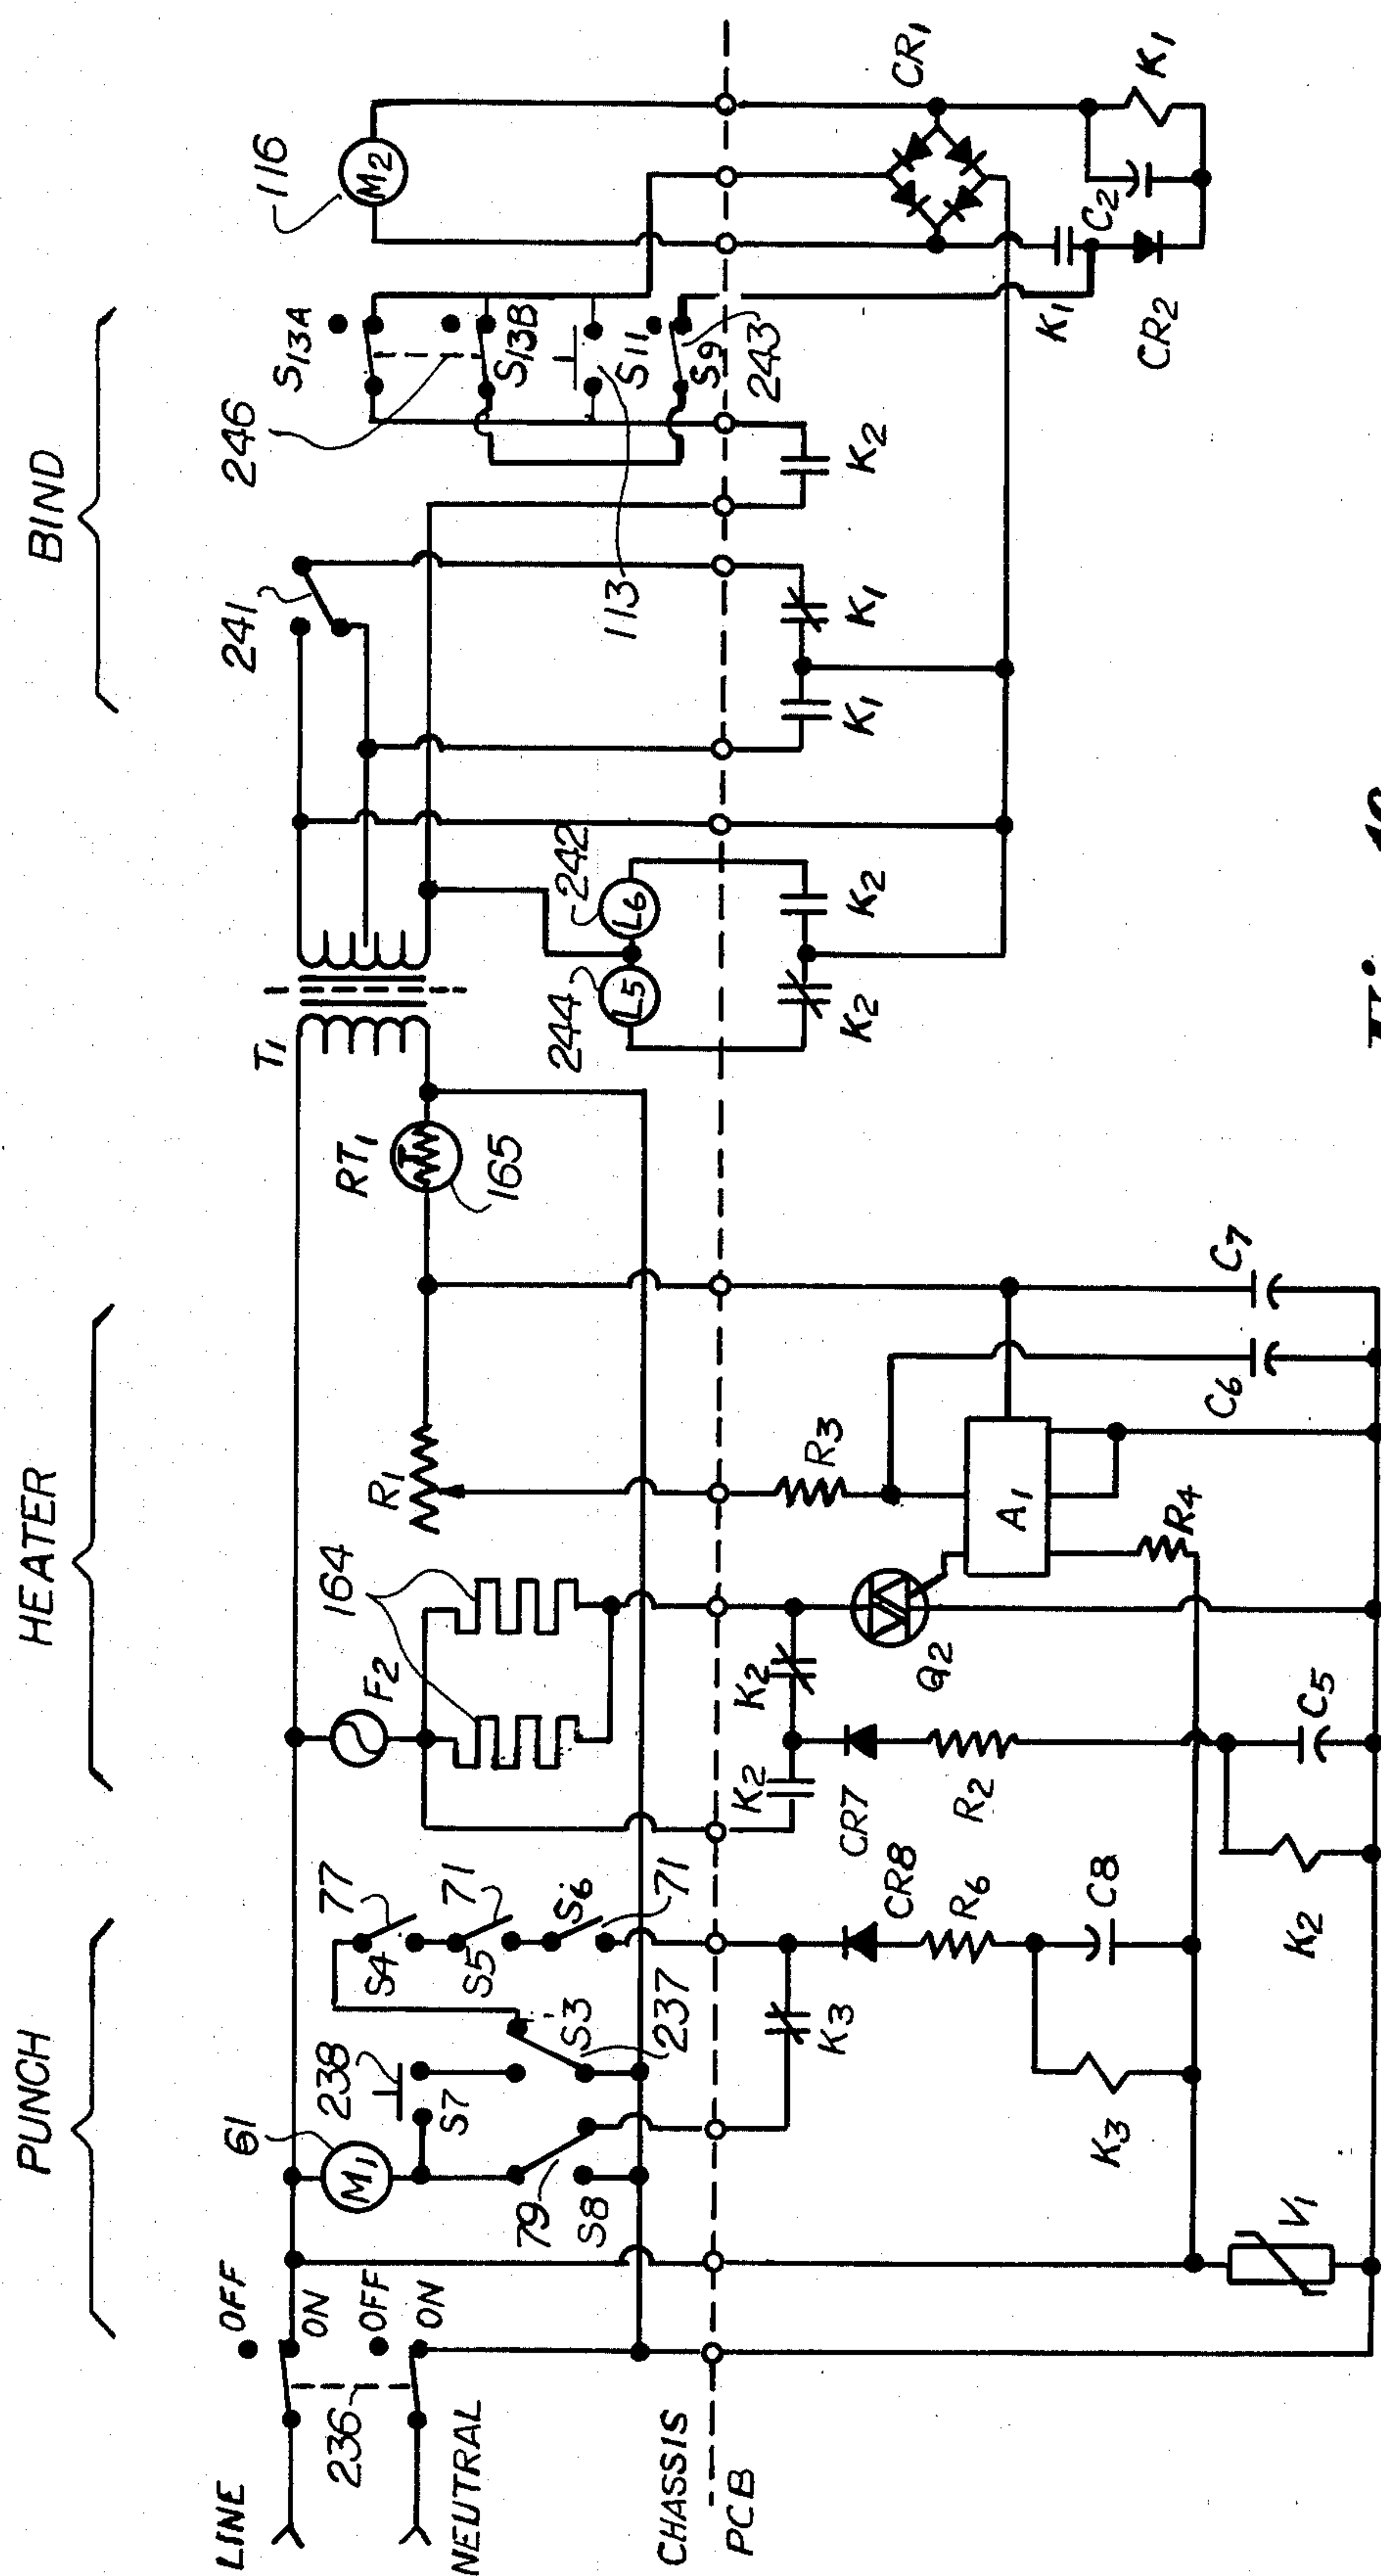 PUNCH
HEATER
BIND
LINE
OFF
ON
OFF
ON
236
NEUTRAL
61
M1
238
S7
79
S8
S3
237
77
S4
71
S5
S6
71
F2
164
R1
RT1
165
T1
244
L5
242
L6
241
246
S13A
S13B
S11
113
S9
243
116
M2
CHASSIS
PCB
K3
CR8
R6
C8
K3
V1
K2
K2
CR7
R2
C5
K2
Q2
R3
A1
R4
C6
C7
K2
K2
K1
K1
K2
CR1
K1
C2
CR2
K1